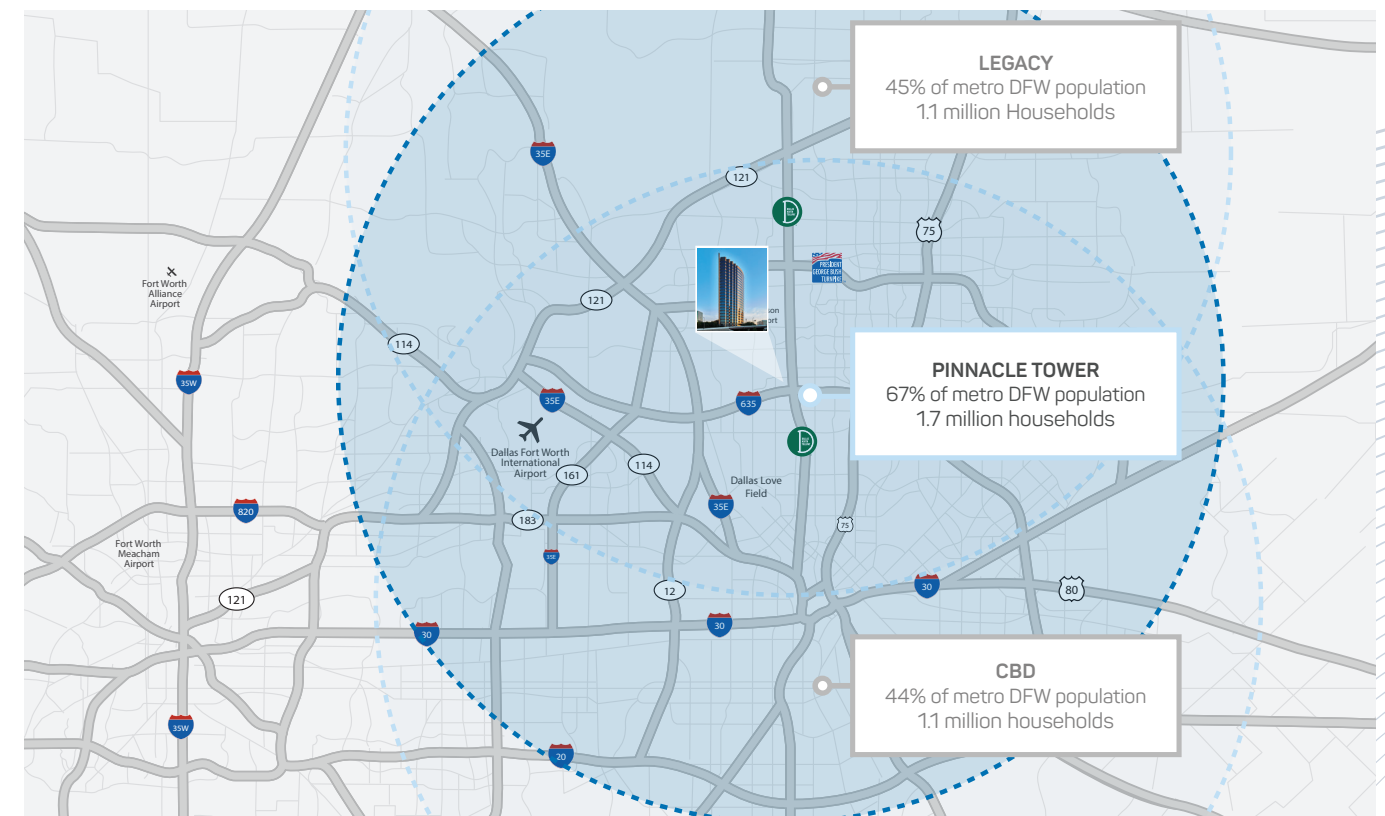 LEGACY
45% of metro DFW population
1.1 million Households
35E
121
75
PRESIDENT
GEORGE BUSH
TURNPIKE
Fort Worth
Alliance
Airport
121
114
PINNACLE TOWER
67% of metro DFW population
1.7 million households
35W
35E
635
Dallas Fort Worth
International
Airport
161
114
Dallas Love
Field
35E
820
183
75
Fort Worth
Meacham
Airport
35E
121
12
30
80
30
30
CBD
44% of metro DFW population
1.1 million households
35W
20